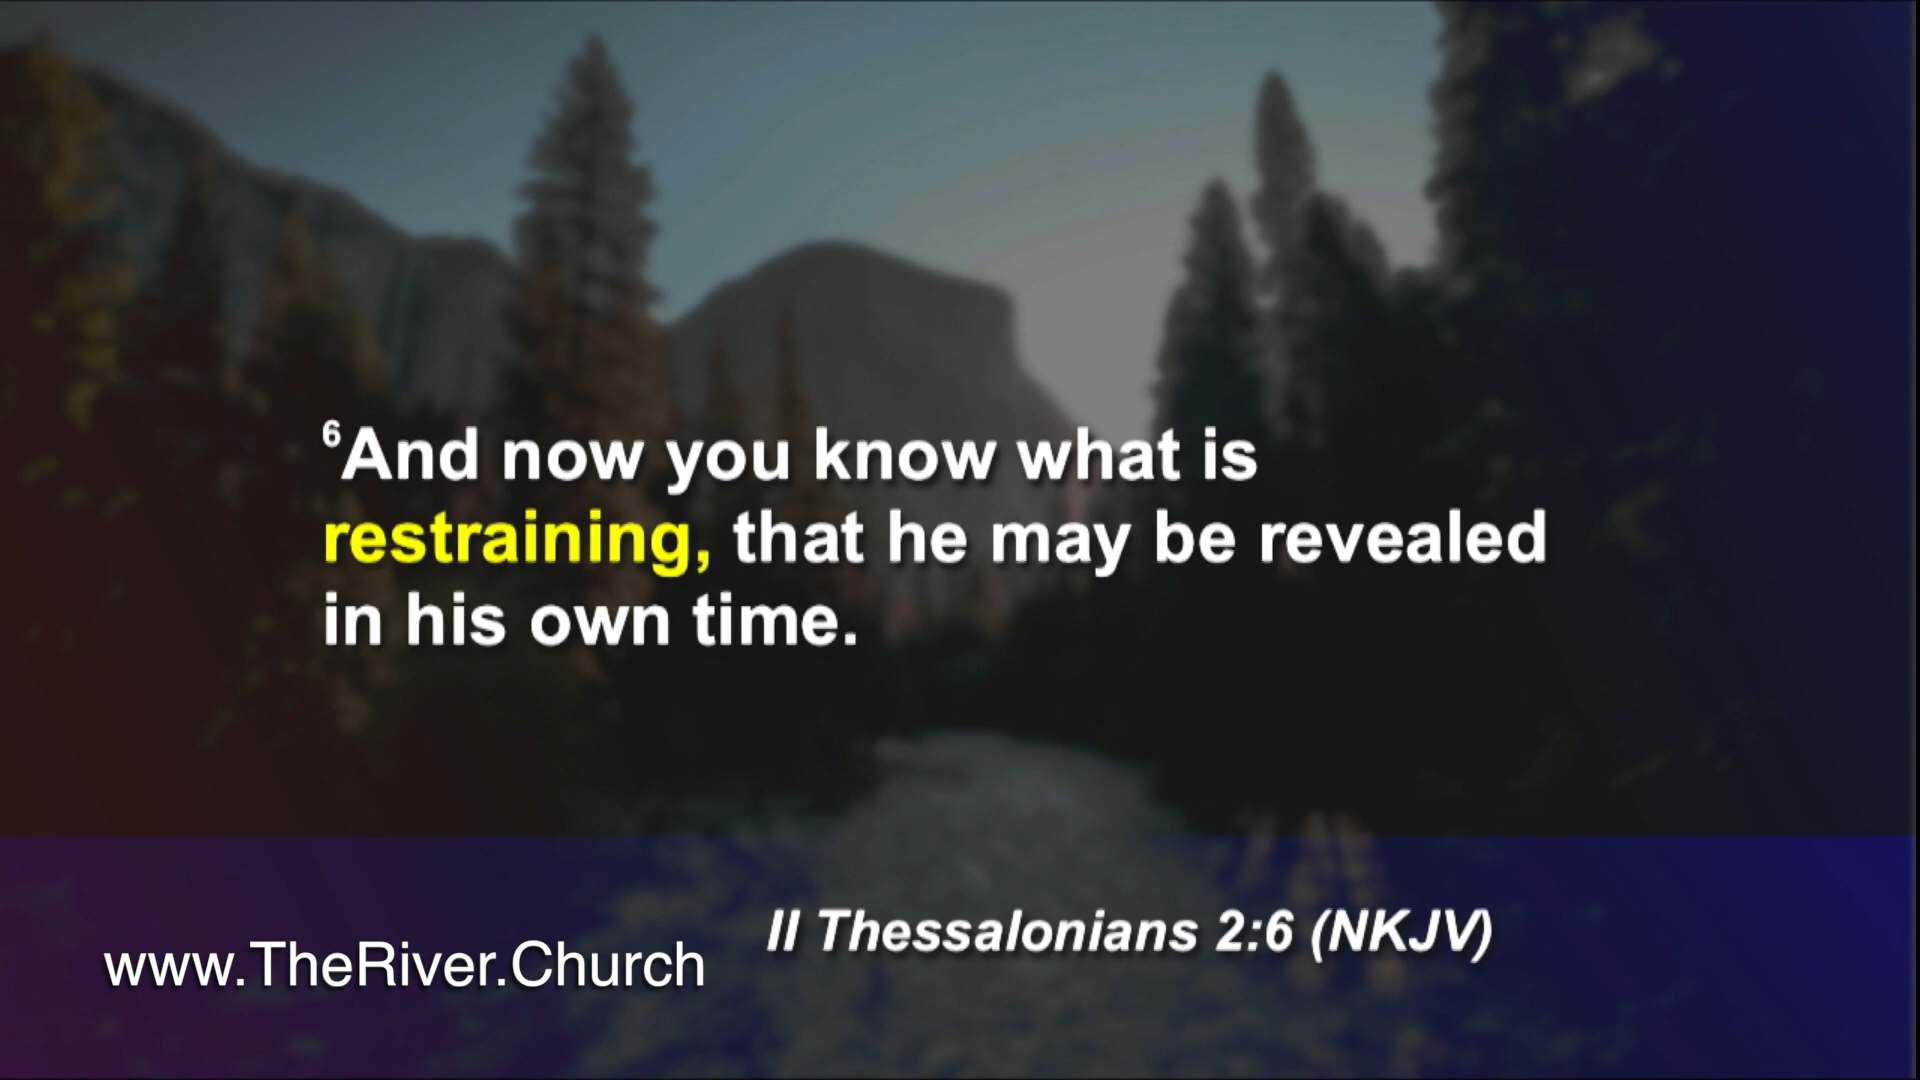 ⁶And now you know what is
restraining, that he may be revealed
in his own time.
II Thessalonians 2:6 (NKJV)
www.TheRiver.Church